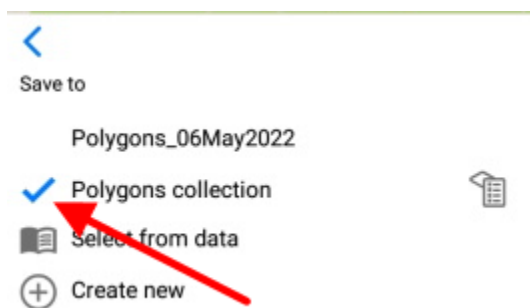 Save to
Polygons_06May2022
Polygons collection
Select from data
Create new